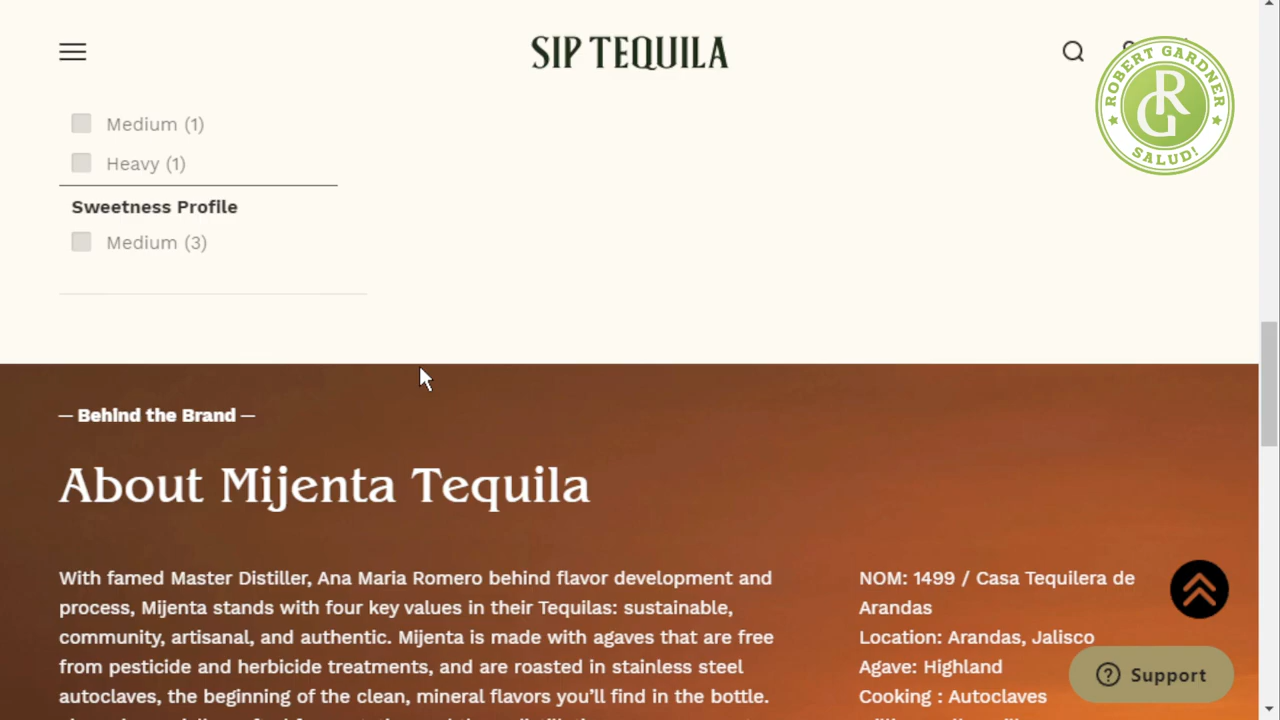 SIP TEQUILA
ROBERT GARDNER
RG
SALUD!
Medium (1)
Heavy (1)
Sweetness Profile
Medium (3)
— Behind the Brand —
About Mijenta Tequila
With famed Master Distiller, Ana Maria Romero behind flavor development and
process, Mijenta stands with four key values in their Tequilas: sustainable,
community, artisanal, and authentic. Mijenta is made with agaves that are free
from pesticide and herbicide treatments, and are roasted in stainless steel
autoclaves, the beginning of the clean, mineral flavors you'll find in the bottle.
NOM: 1499 / Casa Tequilera de
Arandas
Location: Arandas, Jalisco
Agave: Highland
Cooking : Autoclaves
Support